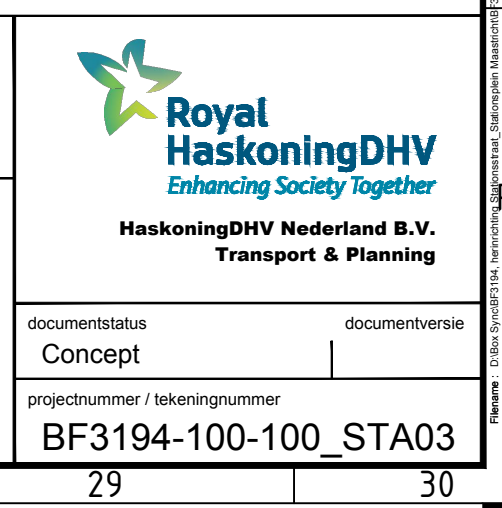 Royal
HaskoningDHV
Enhancing Society Together
HaskoningDHV Nederland B.V.
Transport & Planning
documentstatus documentversie
Concept
projectnummer / tekeningnummer
BF3194-100-100_STA03
29 30
Filename : D:\Box Sync\BF3194, herinrichting Stationsstraat_Stationsplein Maastricht\BF3